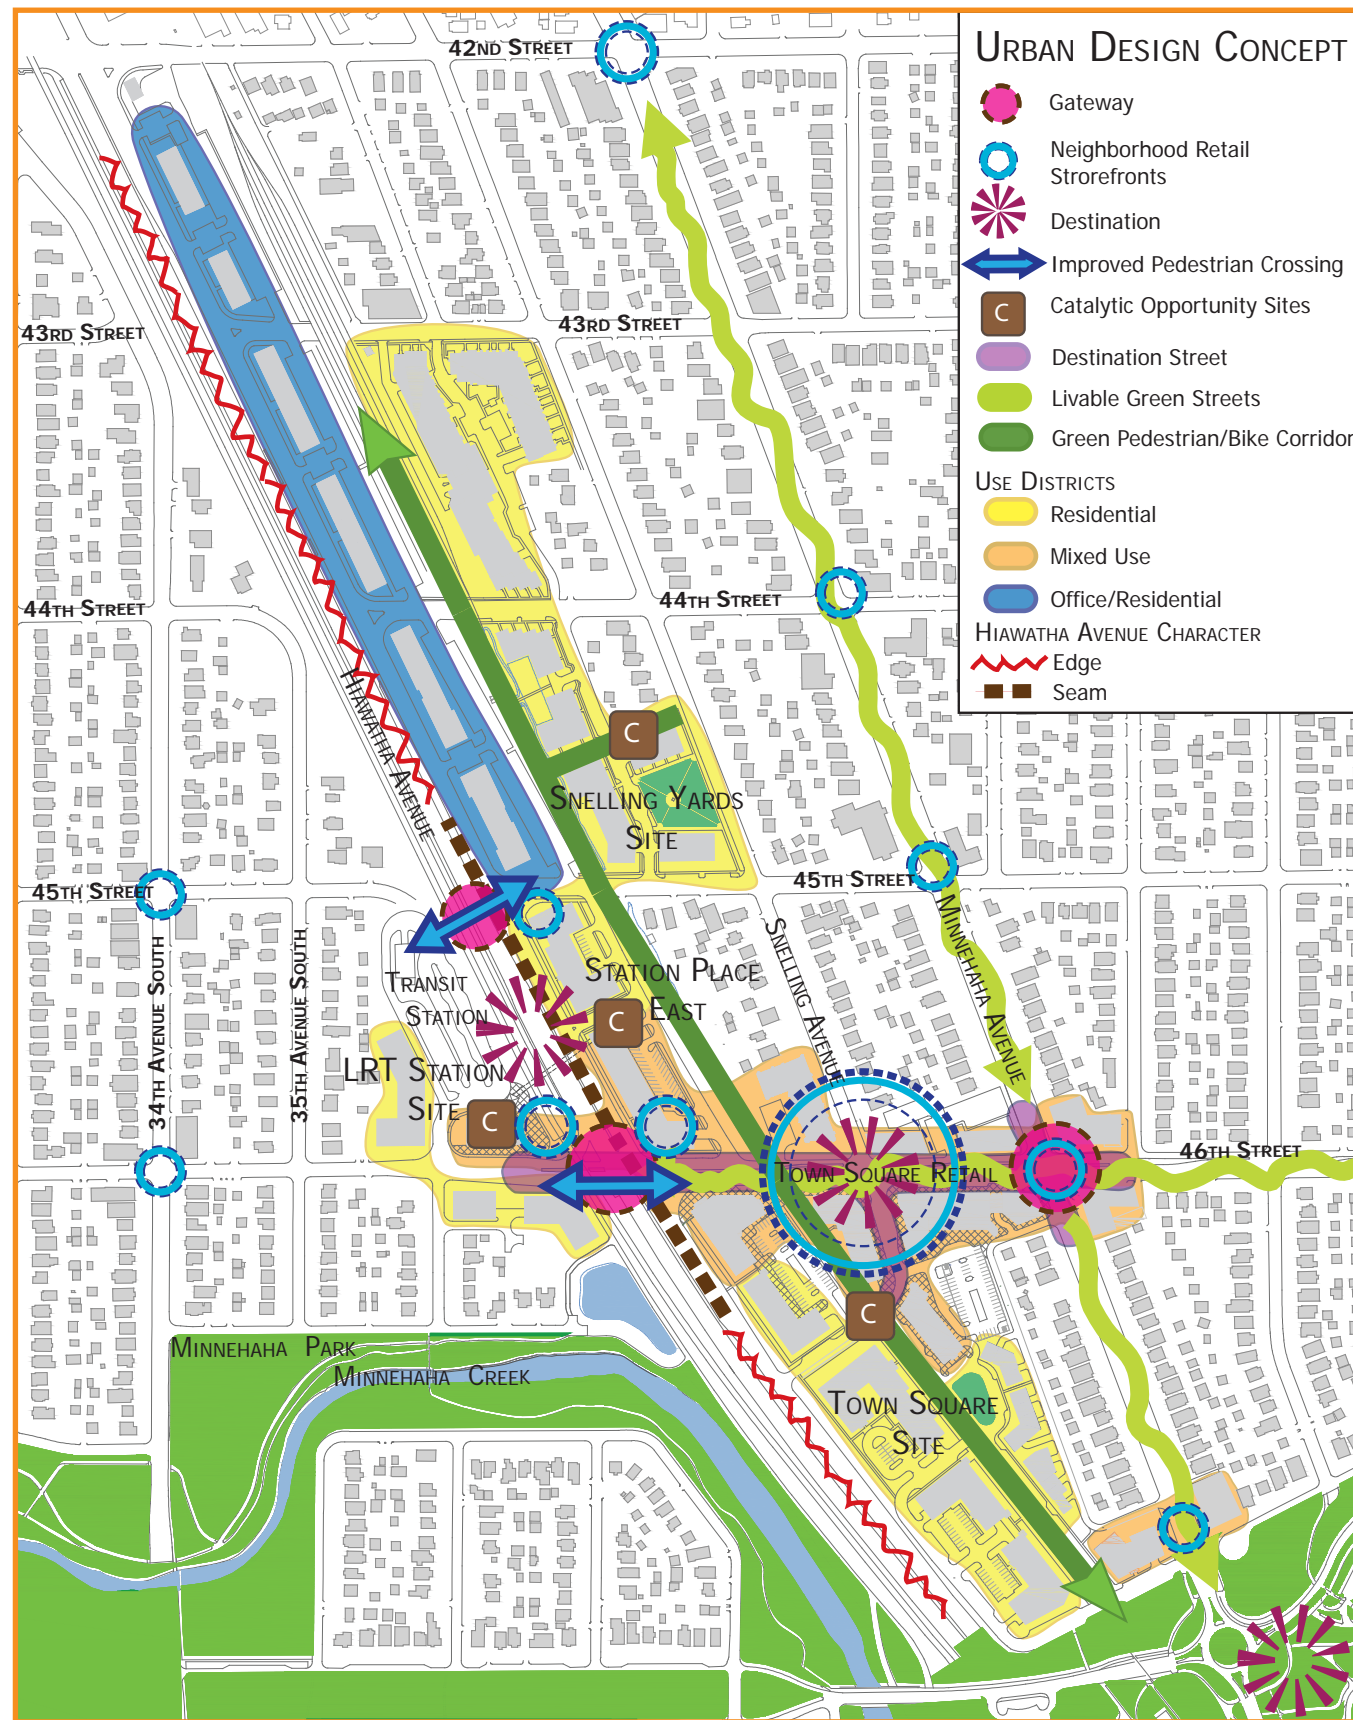 URBAN DESIGN CONCEPT
Gateway
Neighborhood Retail
Strorefronts
Destination
Improved Pedestrian Crossing
C
Catalytic Opportunity Sites
Destination Street
Livable Green Streets
Green Pedestrian/Bike Corridor
USE DISTRICTS
Residential
Mixed Use
Office/Residential
HIAWATHA AVENUE CHARACTER
Edge
Seam
42ND STREET
43RD STREET
43RD STREET
44TH STREET
44TH STREET
HIAWATHA AVENUE
C
SNELLING YARDS
SITE
45TH STREET
45TH STREET
MINNEHAHA AVENUE
SNELLING AVENUE
34TH AVENUE SOUTH
35TH AVENUE SOUTH
TRANSIT
STATION
STATION PLACE
EAST
C
LRT STATION
SITE
C
46TH STREET
TOWN SQUARE RETAIL
C
MINNEHAHA PARK
MINNEHAHA CREEK
TOWN SQUARE
SITE